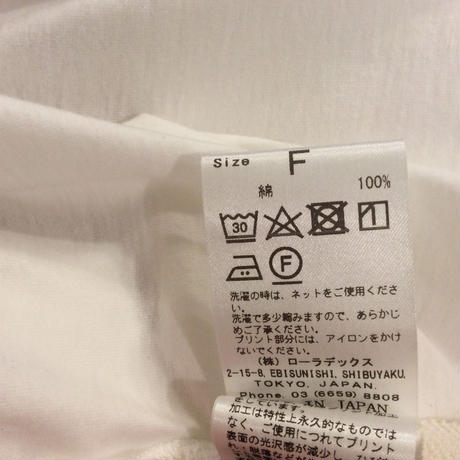 Size F
綿 100%
30
F
洗濯の時は、ネットをご使用くださ
い。
洗濯で多少縮みますので、あらかじ
めご了承ください。
プリント部分には、アイロンをかけ
ないでください。
(株) ローラデックス
2-15-8, EBISUNISHI, SHIBUYAKU,
TOKYO, JAPAN.
Phone 03 (6659) 8808
IN JAPAN
加工は特性上永久的なものでは
なく、ご使用につれてプリント
表面の光沢感が減少し、